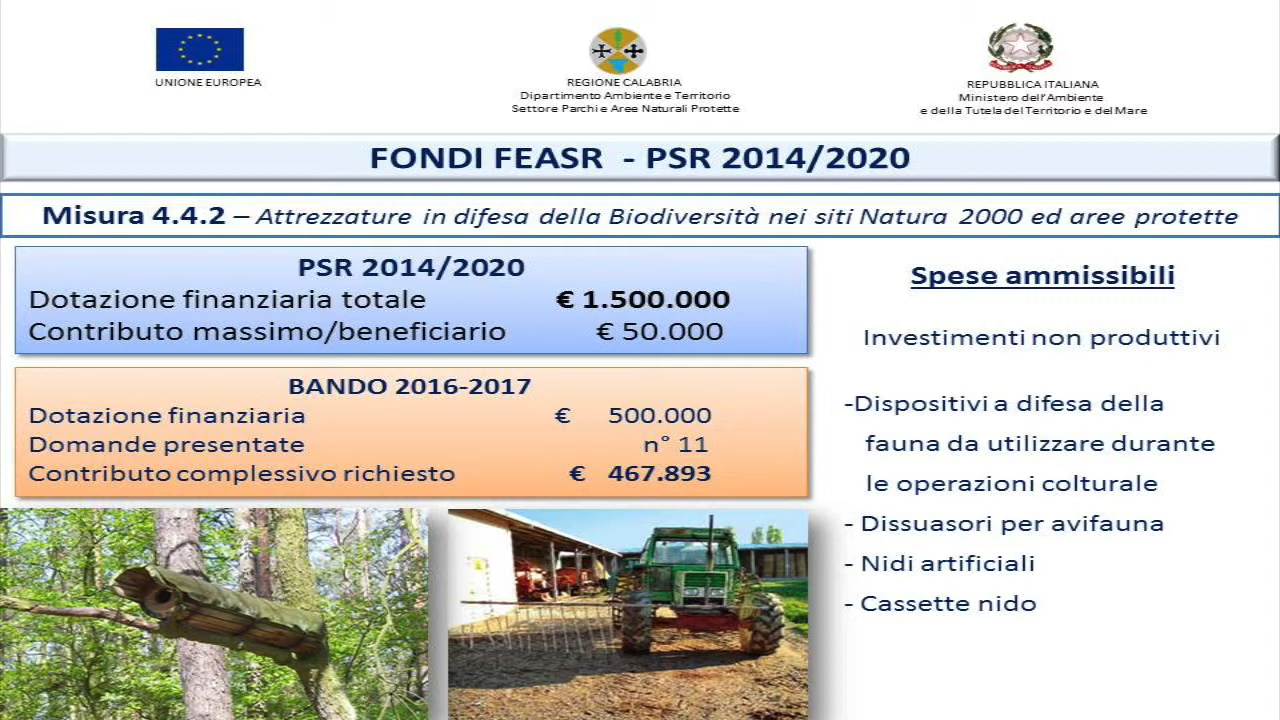 UNIONE EUROPEA
REGIONE CALABRIA
Dipartimento Ambiente e Territorio
Settore Parchi e Aree Naturali Protette
REPUBBLICA ITALIANA
Ministero dell'Ambiente
e della Tutela del Territorio e del Mare
FONDI FEASR - PSR 2014/2020
Misura 4.4.2 – Attrezzature in difesa della Biodiversità nei siti Natura 2000 ed aree protette
PSR 2014/2020
Dotazione finanziaria totale € 1.500.000
Contributo massimo/beneficiario € 50.000
BANDO 2016-2017
Dotazione finanziaria € 500.000
Domande presentate n° 11
Contributo complessivo richiesto € 467.893
Spese ammissibili
Investimenti non produttivi
-Dispositivi a difesa della
fauna da utilizzare durante
le operazioni colturale
- Dissuasori per avifauna
- Nidi artificiali
- Cassette nido